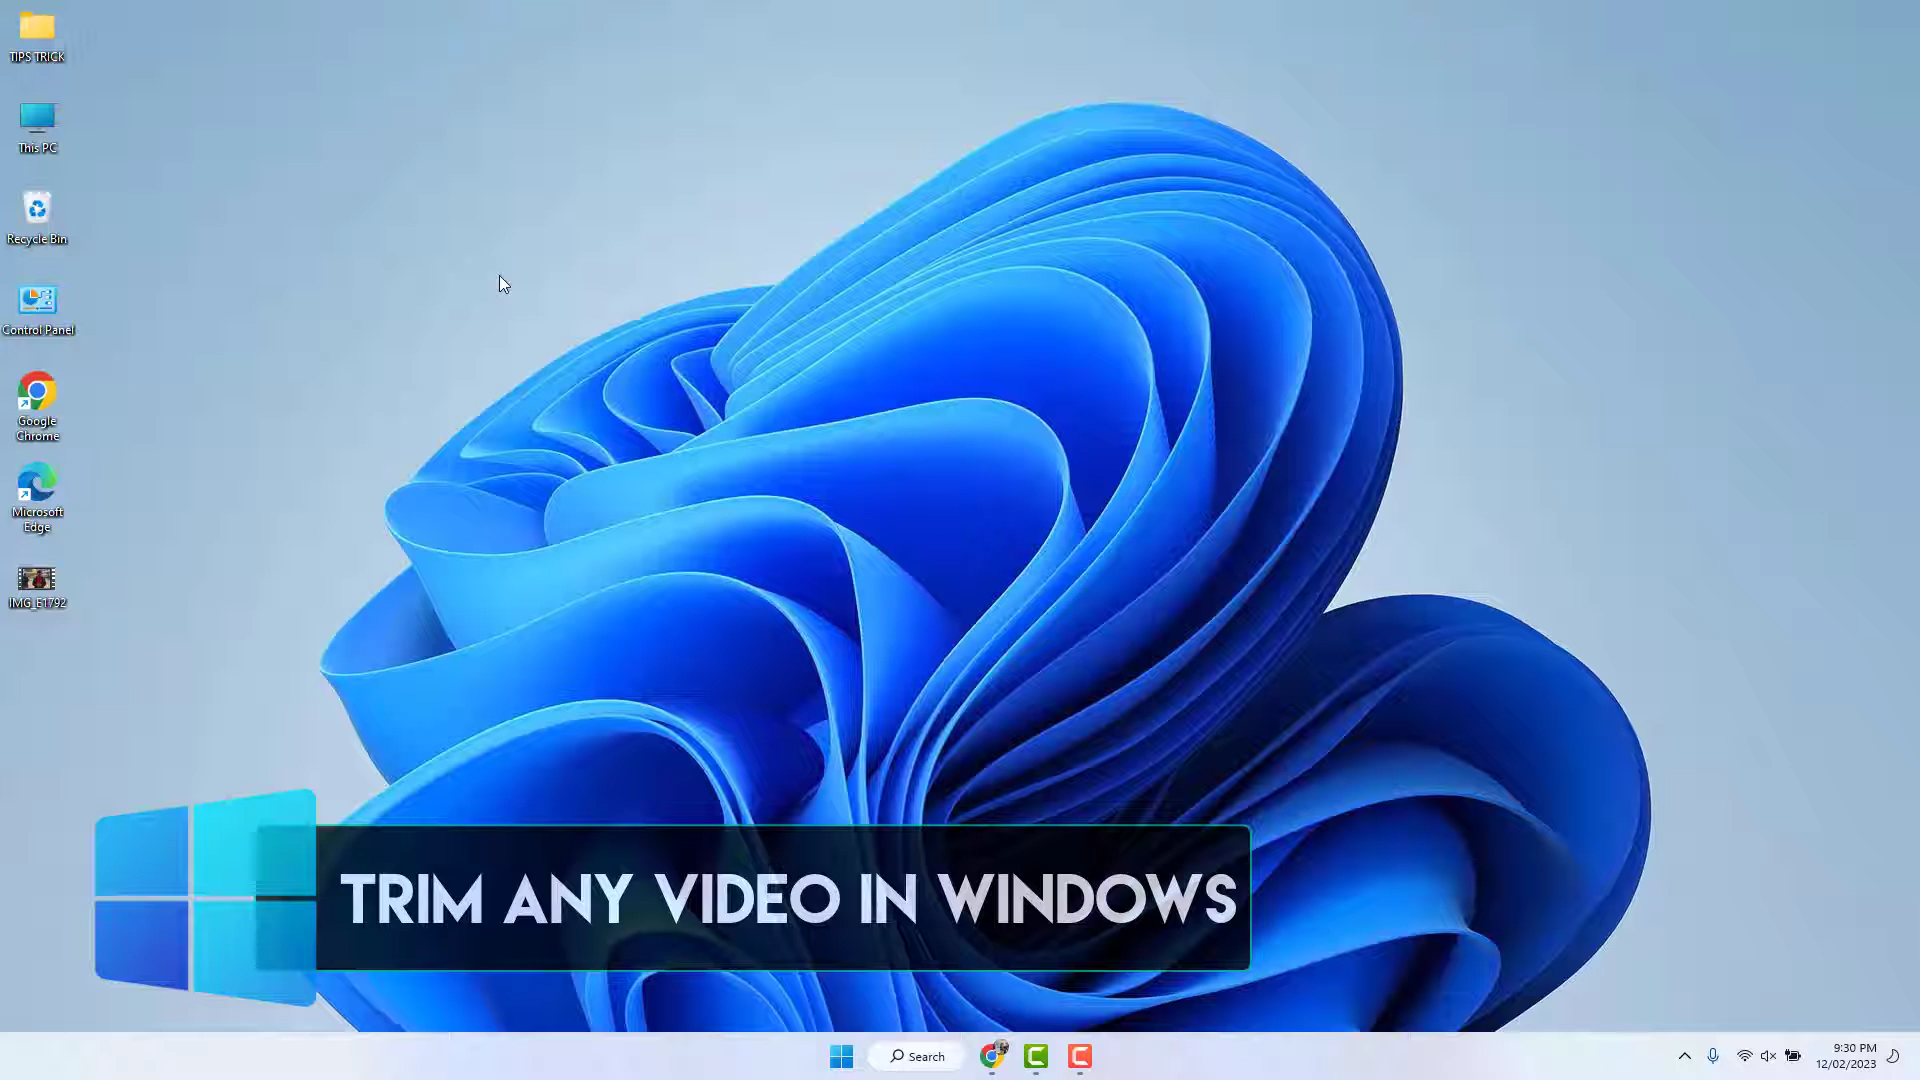 TIPS TRICK
This PC
Recycle Bin
Control Panel
Google
Chrome
Microsoft
Edge
IMG_E1792
TRIM ANY VIDEO IN WINDOWS
Search
9:30 PM
12/02/2023